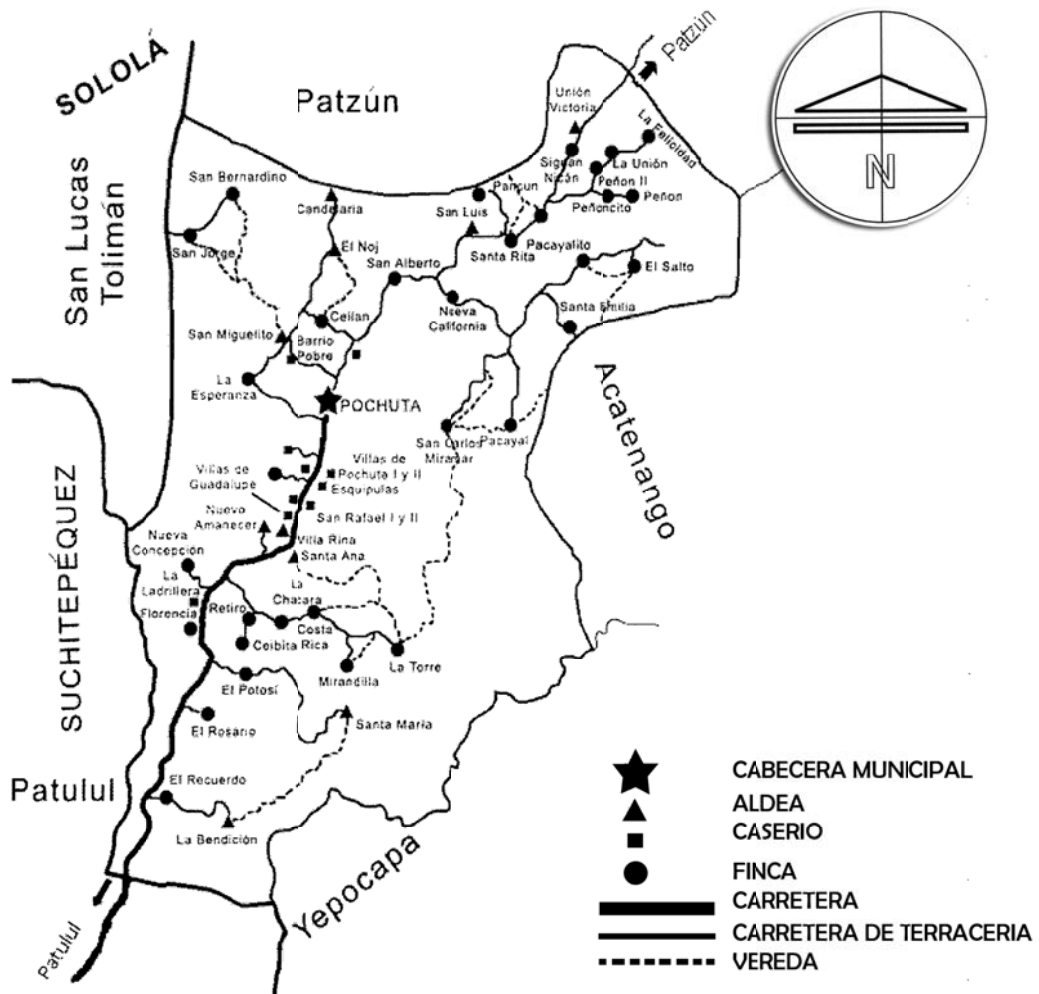 SOLOLÁ
Patzún
Patzún
Unión
Victoria
La Felicidad
San Bernardino
Candelaria
San Luis
Pancun
Siguan
Nicán
La Unión
Peñon II
Peñoncito
Peñon
San Lucas
Tolimán
San Jorge
El Noj
San Alberto
Santa Rita
Pacayalito
El Salto
Nueva
California
Santa Emilia
San Miguelito
Ceilan
Barrio
Pobre
La
Esperanza
POCHUTA
San Carlos
Miramar
Pacayal
Acatenango
Villas de
Guadalupe
Villas de
Pochuta I y II
Esquipulas
San Rafael I y II
Nuevo
Amanecer
Villa Rina
Santa Ana
Nueva
Concepción
La
Ladrillera
Florencia
SUCHITEPÉQUEZ
Retiro
La
Chacara
Costa
Rica
Ceibita
Mirandilla
La Torre
El Potosí
El Rosario
Santa María
El Recuerdo
La Bendición
Patulul
Patulul
Yepocapa
N
CABECERA MUNICIPAL
ALDEA
CASERIO
FINCA
CARRETERA
CARRETERA DE TERRACERIA
VEREDA